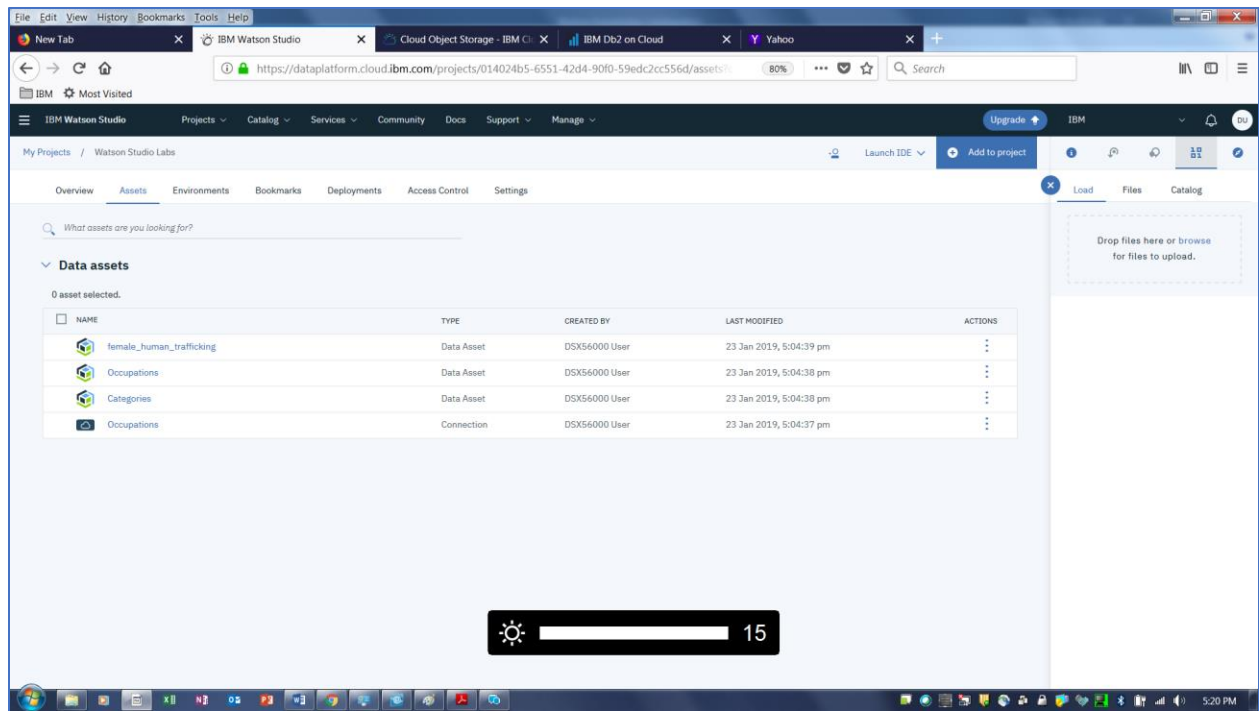 File Edit View History Bookmarks Tools Help
New Tab IBM Watson Studio Cloud Object Storage - IBM Cl IBM Db2 on Cloud Yahoo
https://dataplatform.cloud.ibm.com/projects/014024b5-6551-42d4-90f0-59edc2cc556d/assets 80% Search
IBM Most Visited
IBM Watson Studio Projects Catalog Services Community Docs Support Manage Upgrade IBM DU
My Projects / Watson Studio Labs Launch IDE Add to project
Overview Assets Environments Bookmarks Deployments Access Control Settings Load Files Catalog
What assets are you looking for?
Drop files here or browse
for files to upload.
Data assets
0 asset selected.
NAME TYPE CREATED BY LAST MODIFIED ACTIONS
female_human_trafficking Data Asset DSX56000 User 23 Jan 2019, 5:04:39 pm
Occupations Data Asset DSX56000 User 23 Jan 2019, 5:04:38 pm
Categories Data Asset DSX56000 User 23 Jan 2019, 5:04:38 pm
Occupations Connection DSX56000 User 23 Jan 2019, 5:04:37 pm
15
5:20 PM